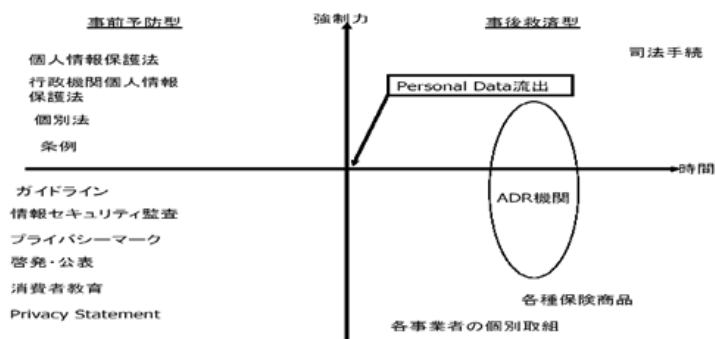 事前予防型
強制力
事後救済型
個人情報保護法
行政機関個人情報
保護法
個別法
条例
司法手続
Personal Data流出
時間
ガイドライン
情報セキュリティ監査
プライバシーマーク
啓発・公表
消費者教育
Privacy Statement
ADR機関
各種保険商品
各事業者の個別取組